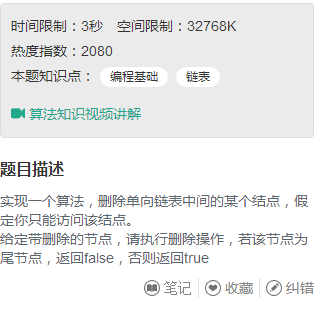 时间限制：3秒 空间限制：32768K
热度指数：2080
本题知识点： 编程基础 链表
算法知识视频讲解
题目描述
实现一个算法，删除单向链表中间的某个结点，假
定你只能访问该结点。
给定带删除的节点，请执行删除操作，若该节点为
尾节点，返回false，否则返回true
笔记 收藏 纠错